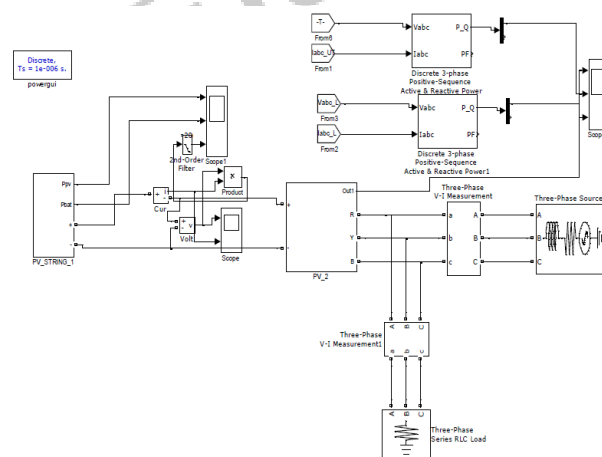 -T-
From6
Iabc_U
From1
Vabc
Iabc
P_Q
PF
Discrete 3-phase
Positive-Sequence
Active & Reactive Power
Discrete,
Ts = 1e-006 s.
powergui
Vabc_L
From3
Iabc_L
From2
Vabc
Iabc
P_Q
PF
Discrete 3-phase
Positive-Sequence
Active & Reactive Power1
Scop
Scope1
2nd-Order
Filter
Ppv
Pbat
+
-
PV_STRING_1
+
-
i
Cur
x
Product
+
-
v
Volt
Scope
+
-
Out1
R
Y
B
PV_2
Three-Phase
V-I Measurement
a
b
c
A
B
C
Three-Phase Source
A
B
C
A
B
C
Three-Phase
V-I Measurement1
a
b
c
A
B
C
Three-Phase
Series RLC Load